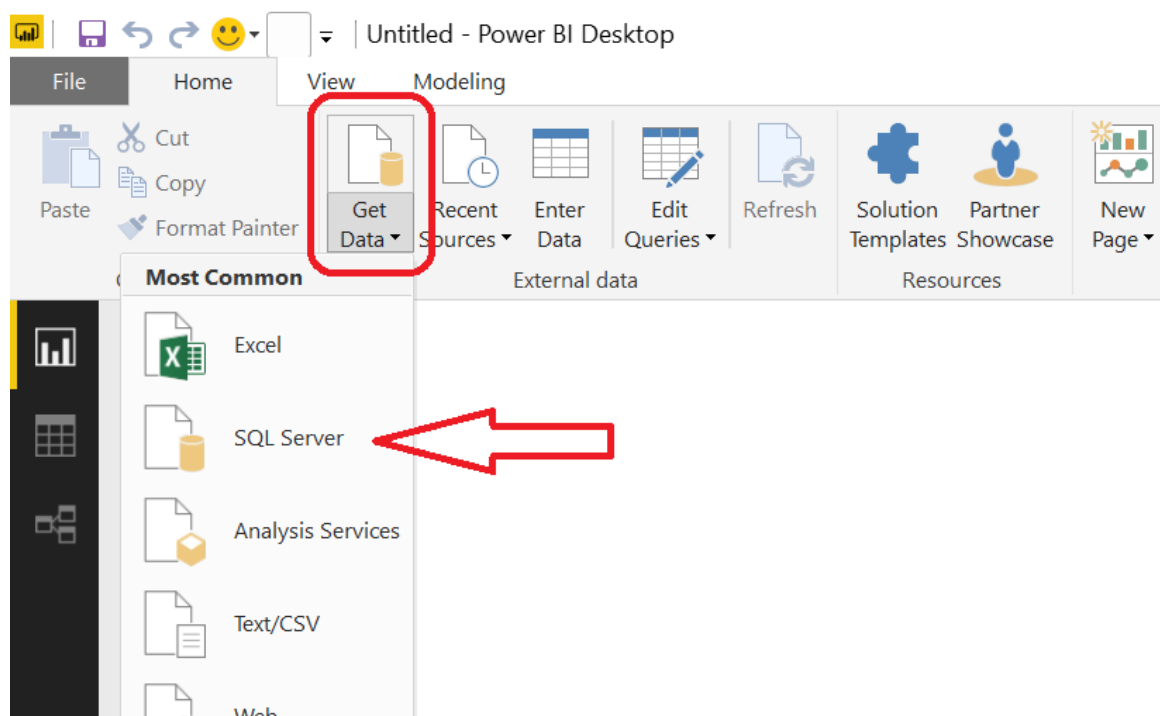 Untitled - Power BI Desktop
File Home View Modeling
Paste
Cut
Copy
Format Painter
Get
Data
Recent
Sources
Enter
Data
Edit
Queries
Refresh
Solution
Templates
Partner
Showcase
New
Page
External data
Resources
Most Common
Excel
SQL Server
Analysis Services
Text/CSV
Web